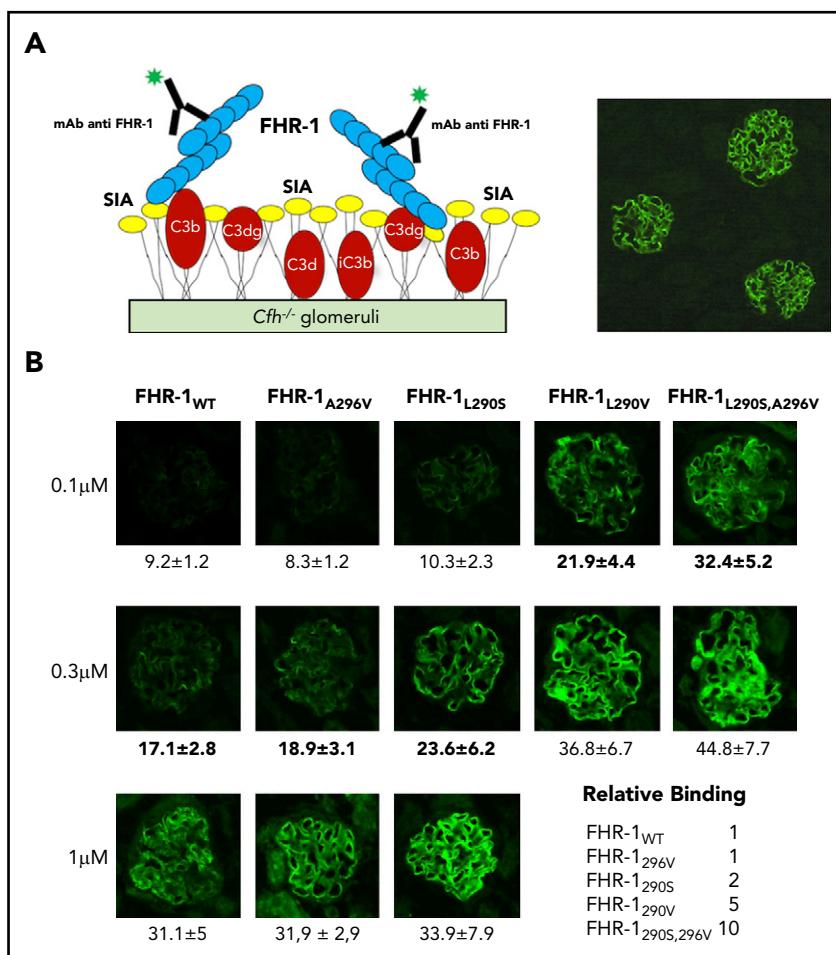 A
mAb anti FHR-1
FHR-1
mAb anti FHR-1
SIA
SIA
SIA
C3b
C3dg
C3d
iC3b
C3dg
C3b
Cfh-/- glomeruli
B
FHR-1WT FHR-1A296V FHR-1L290S FHR-1L290V FHR-1L290S,A296V
0.1μM
9.2±1.2 8.3±1.2 10.3±2.3 21.9±4.4 32.4±5.2
0.3μM
17.1±2.8 18.9±3.1 23.6±6.2 36.8±6.7 44.8±7.7
1μM
31.1±5 31,9 ± 2,9 33.9±7.9
Relative Binding
FHR-1WT 1
FHR-1296V 1
FHR-1290S 2
FHR-1290V 5
FHR-1290S,296V 10